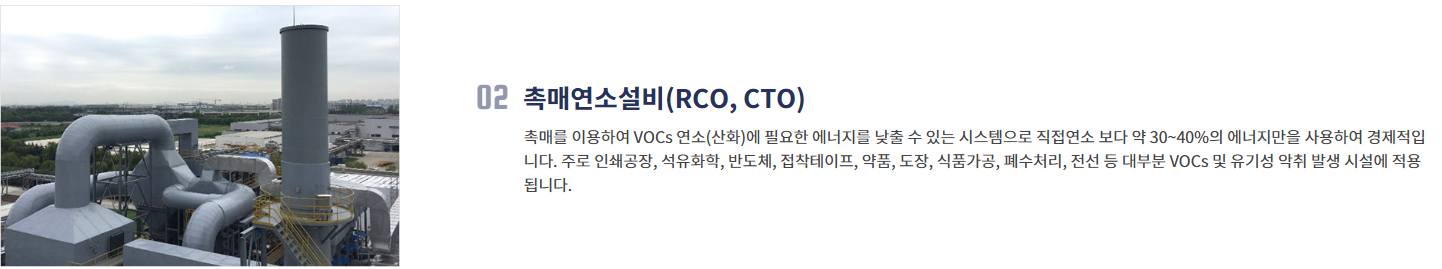 02 촉매연소설비(RCO, CTO)
촉매를 이용하여 VOCs 연소(산화)에 필요한 에너지를 낮출 수 있는 시스템으로 직접연소 보다 약 30~40%의 에너지만을 사용하여 경제적입
니다. 주로 인쇄공장, 석유화학, 반도체, 접착테이프, 약품, 도장, 식품가공, 폐수처리, 전선 등 대부분 VOCs 및 유기성 악취 발생 시설에 적용
됩니다.